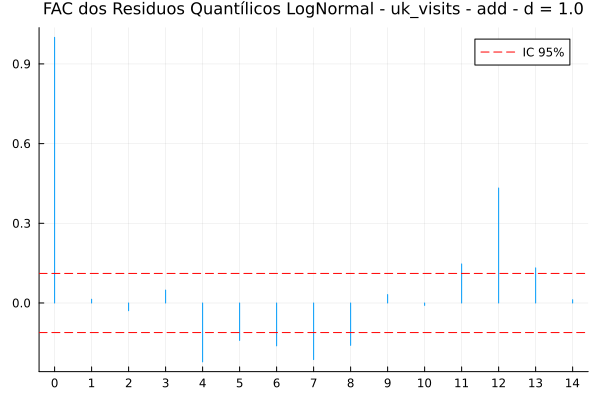 FAC dos Residuos Quantílicos LogNormal - uk_visits - add - d = 1.0
IC 95%
0.9
0.6
0.3
0.0
0 1 2 3 4 5 6 7 8 9 10 11 12 13 14